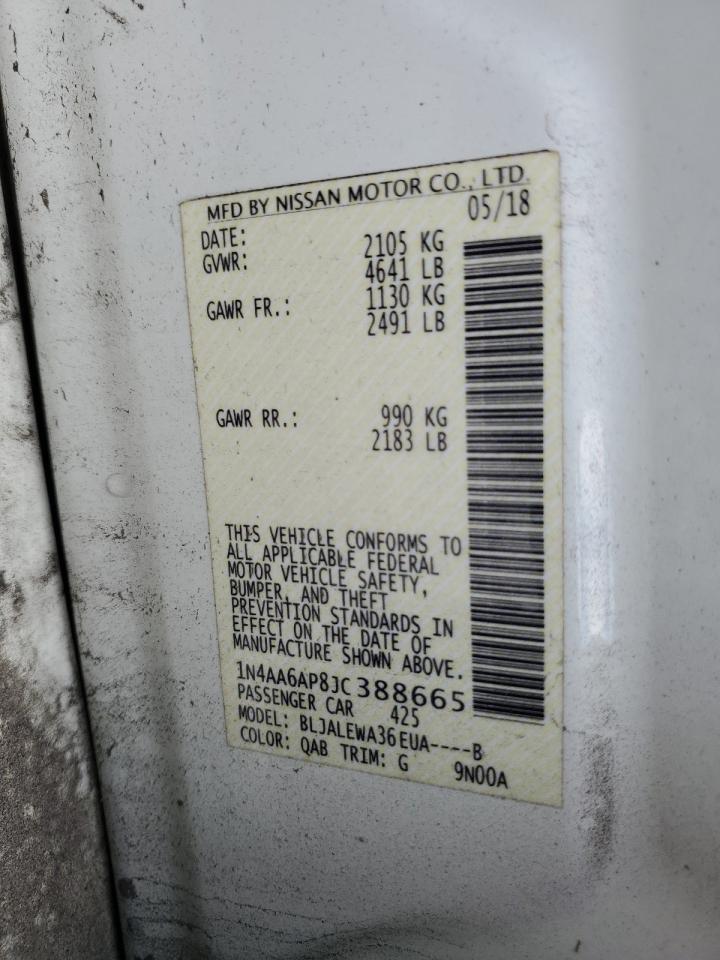 MFD BY NISSAN MOTOR CO., LTD.
DATE: 05/18
GVWR: 2105 KG
4641 LB
GAWR FR.: 1130 KG
2491 LB
GAWR RR.: 990 KG
2183 LB
THIS VEHICLE CONFORMS TO
ALL APPLICABLE FEDERAL
MOTOR VEHICLE SAFETY,
BUMPER, AND THEFT
PREVENTION STANDARDS IN
EFFECT ON THE DATE OF
MANUFACTURE SHOWN ABOVE.
1N4AA6AP8JC388665
PASSENGER CAR 425
MODEL: BLJALEWA36EUA----B
COLOR: QAB TRIM: G 9N00A